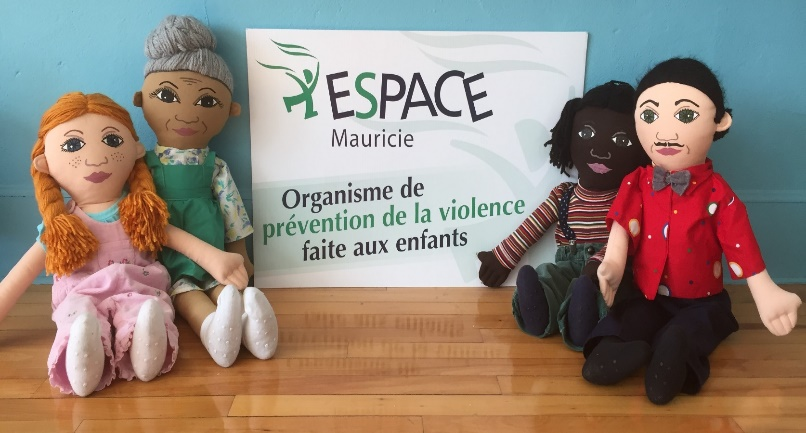 ESPACE
Mauricie
Organisme de
prévention de la violence
faite aux enfants